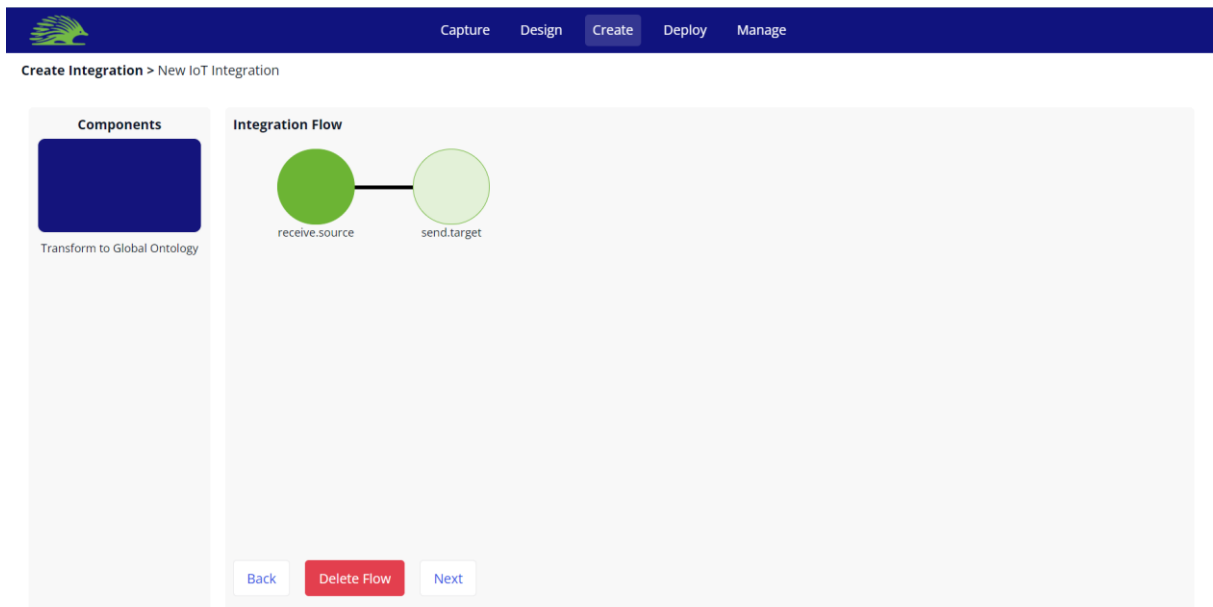 Capture Design Create Deploy Manage
Create Integration > New IoT Integration
Components
Transform to Global Ontology
Integration Flow
receive.source send.target
Back Delete Flow Next